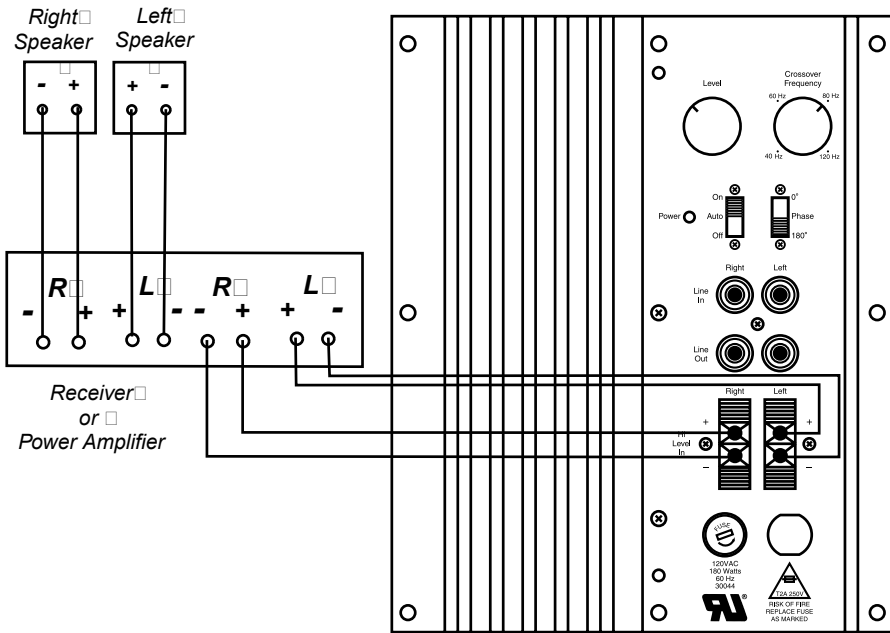 Right
Speaker
Left
Speaker
- +
+ -
R L R L
- + + - - + + -
Receiver
or
Power Amplifier
Level
Crossover
Frequency
60 Hz
80 Hz
40 Hz
120 Hz
Power
On
Auto
Off
0°
Phase
180°
Right Left
Line
In
Line
Out
Right Left
+ +
Hi
Level
In
– –
FUSE
120VAC
180 Watts
60 Hz
30044
®
T2A 250V
RISK OF FIRE
REPLACE FUSE
AS MARKED